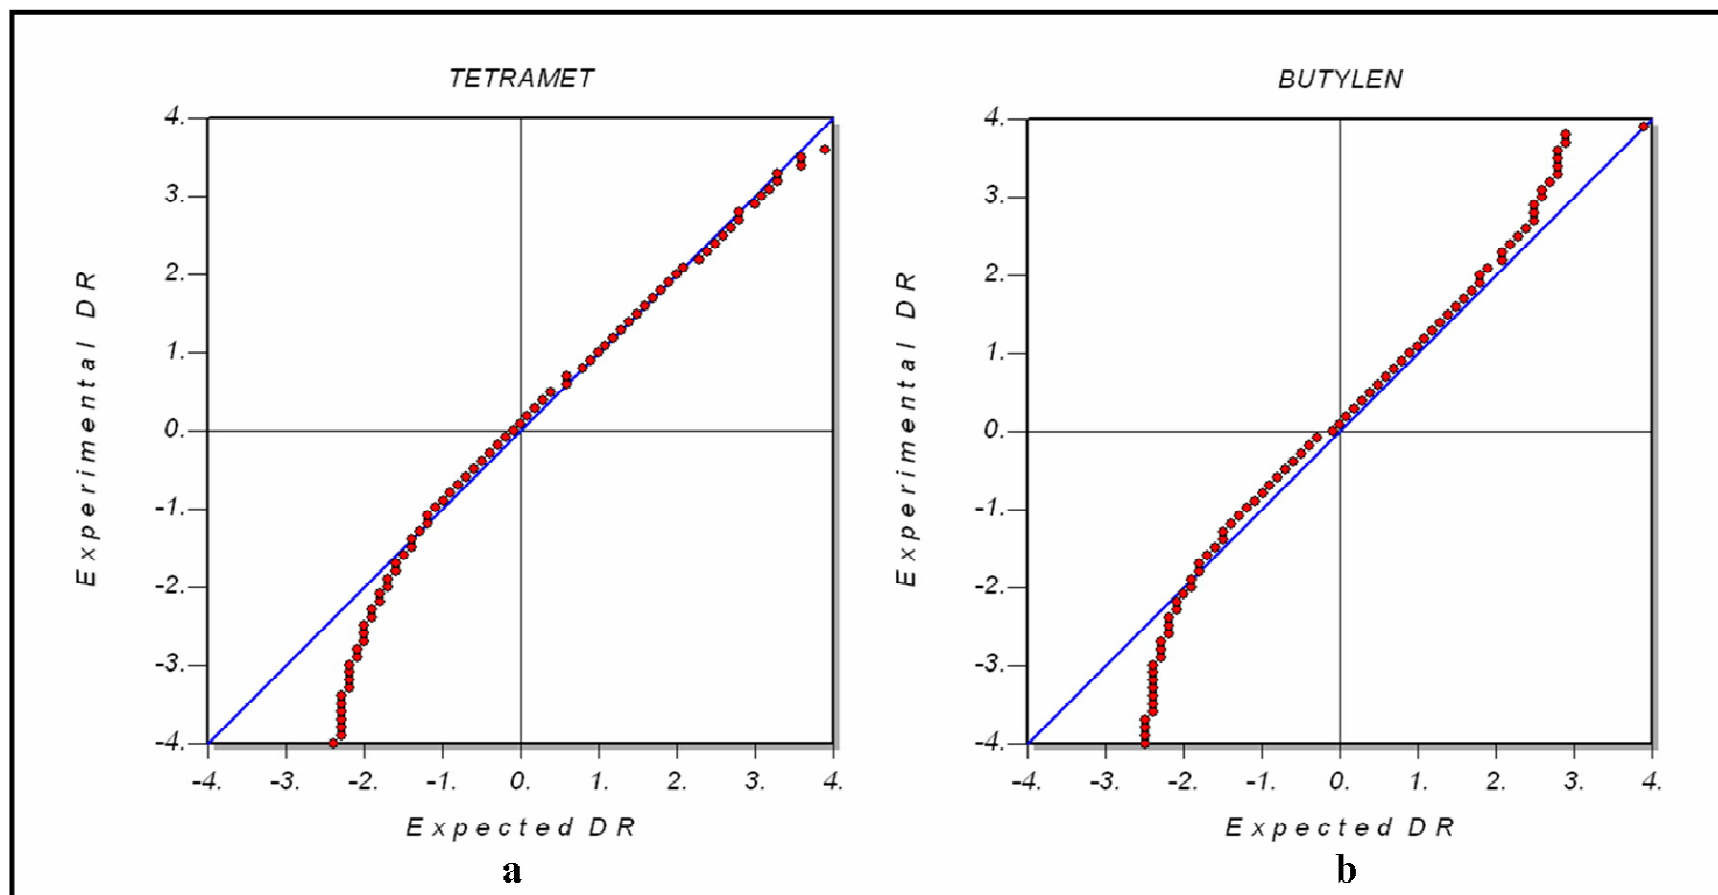 TETRAMET
4.
3.
2.
1.
0.
-1.
-2.
-3.
-4.
-4. -3. -2. -1. 0. 1. 2. 3. 4.
Experimental DR
Expected DR
a
BUTYLEN
4.
3.
2.
1.
0.
-1.
-2.
-3.
-4.
-4. -3. -2. -1. 0. 1. 2. 3. 4.
Experimental DR
Expected DR
b